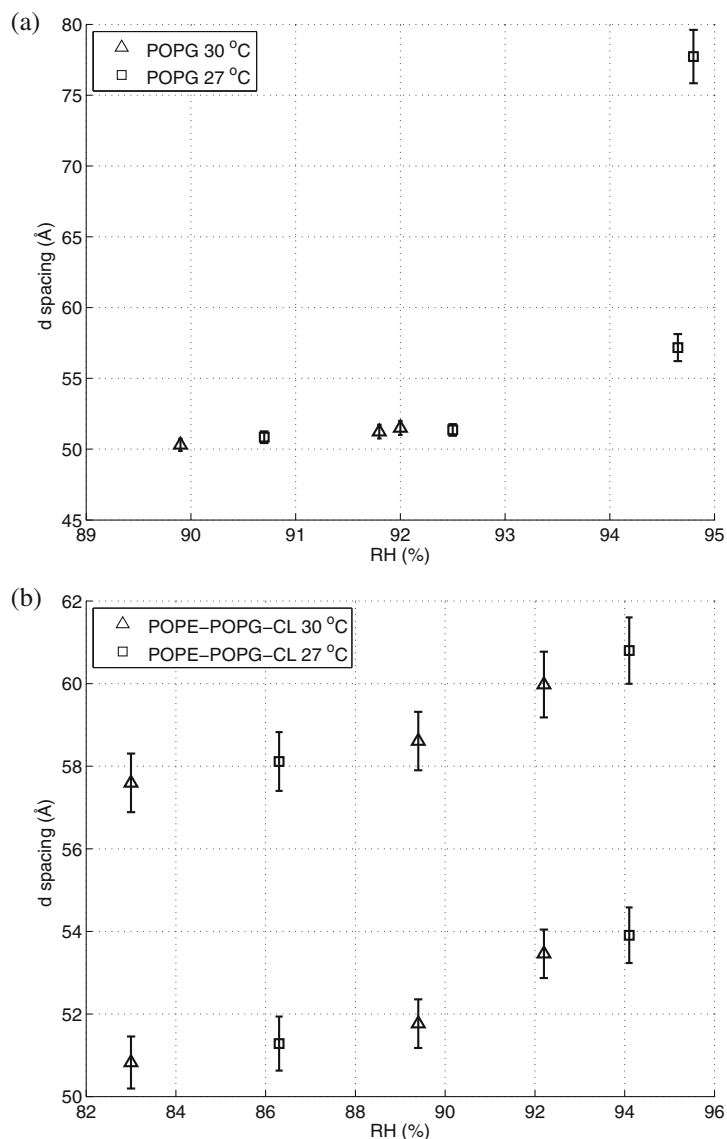 (a)
80
75
70
65
60
55
50
45
d spacing (Å)
POPG 30 °C
POPG 27 °C
89 90 91 92 93 94 95
RH (%)
(b)
62
60
58
56
54
52
50
d spacing (Å)
POPE−POPG−CL 30 °C
POPE−POPG−CL 27 °C
82 84 86 88 90 92 94 96
RH (%)